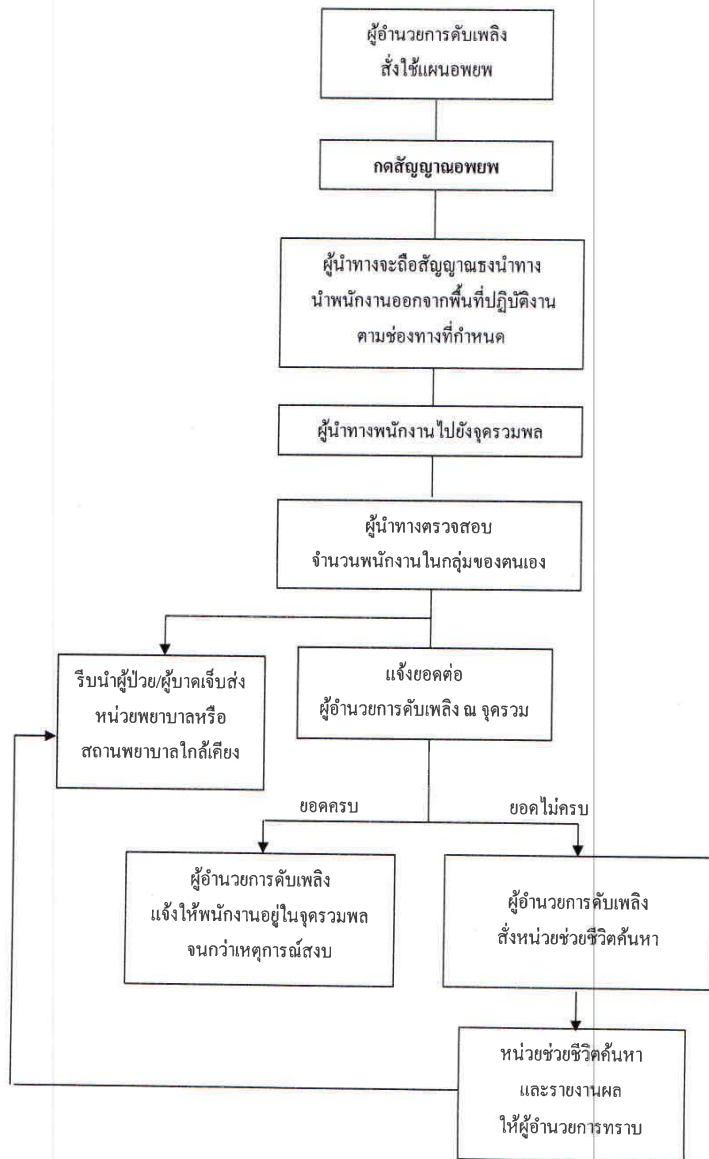 ผู้อำนวยการดับเพลิง
สั่งใช้แผนอพยพ
กดสัญญาณอพยพ
ผู้นำทางจะถือสัญญาณธงนำทาง
นำพนักงานออกจากพื้นที่ปฏิบัติงาน
ตามช่องทางที่กำหนด
ผู้นำทางพนักงานไปยังจุดรวมพล
ผู้นำทางตรวจสอบ
จำนวนพนักงานในกลุ่มของตนเอง
รีบนำผู้ป่วย/ผู้บาดเจ็บส่ง
หน่วยพยาบาลหรือ
สถานพยาบาลใกล้เคียง
แจ้งยอดต่อ
ผู้อำนวยการดับเพลิง ณ จุดรวม
ยอดครบ
ยอดไม่ครบ
ผู้อำนวยการดับเพลิง
แจ้งให้พนักงานอยู่ในจุดรวมพล
จนกว่าเหตุการณ์สงบ
ผู้อำนวยการดับเพลิง
สั่งหน่วยช่วยชีวิตค้นหา
หน่วยช่วยชีวิตค้นหา
และรายงานผล
ให้ผู้อำนวยการทราบ